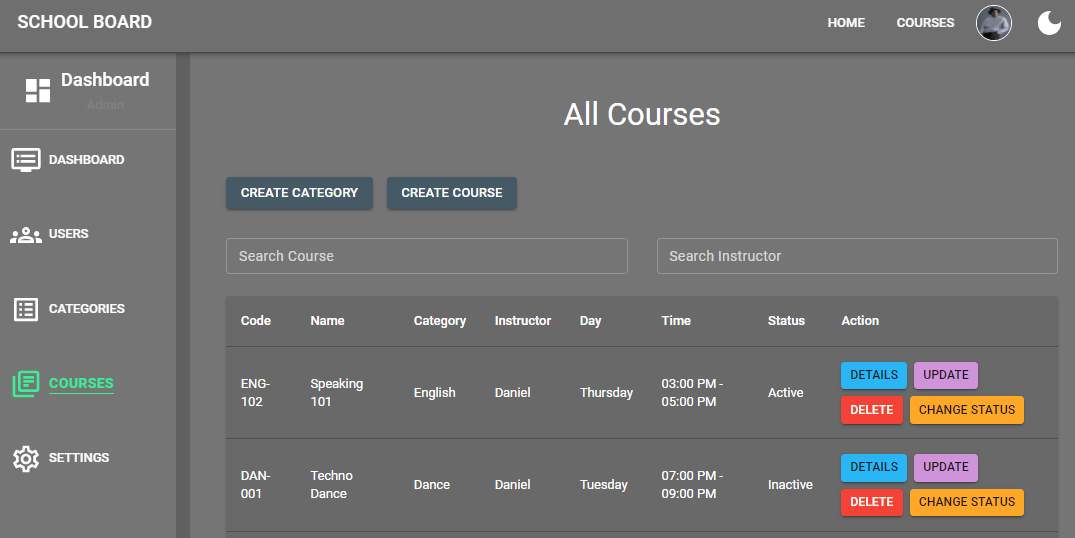 SCHOOL BOARD
HOME
COURSES
Dashboard
Admin
DASHBOARD
USERS
CATEGORIES
COURSES
SETTINGS
All Courses
CREATE CATEGORY
CREATE COURSE
Search Course
Search Instructor
Code Name Category Instructor Day Time Status Action
ENG-
102
Speaking
101
English
Daniel
Thursday
03:00 PM -
05:00 PM
Active
DETAILS
UPDATE
DELETE
CHANGE STATUS
DAN-
001
Techno
Dance
Dance
Daniel
Tuesday
07:00 PM -
09:00 PM
Inactive
DETAILS
UPDATE
DELETE
CHANGE STATUS